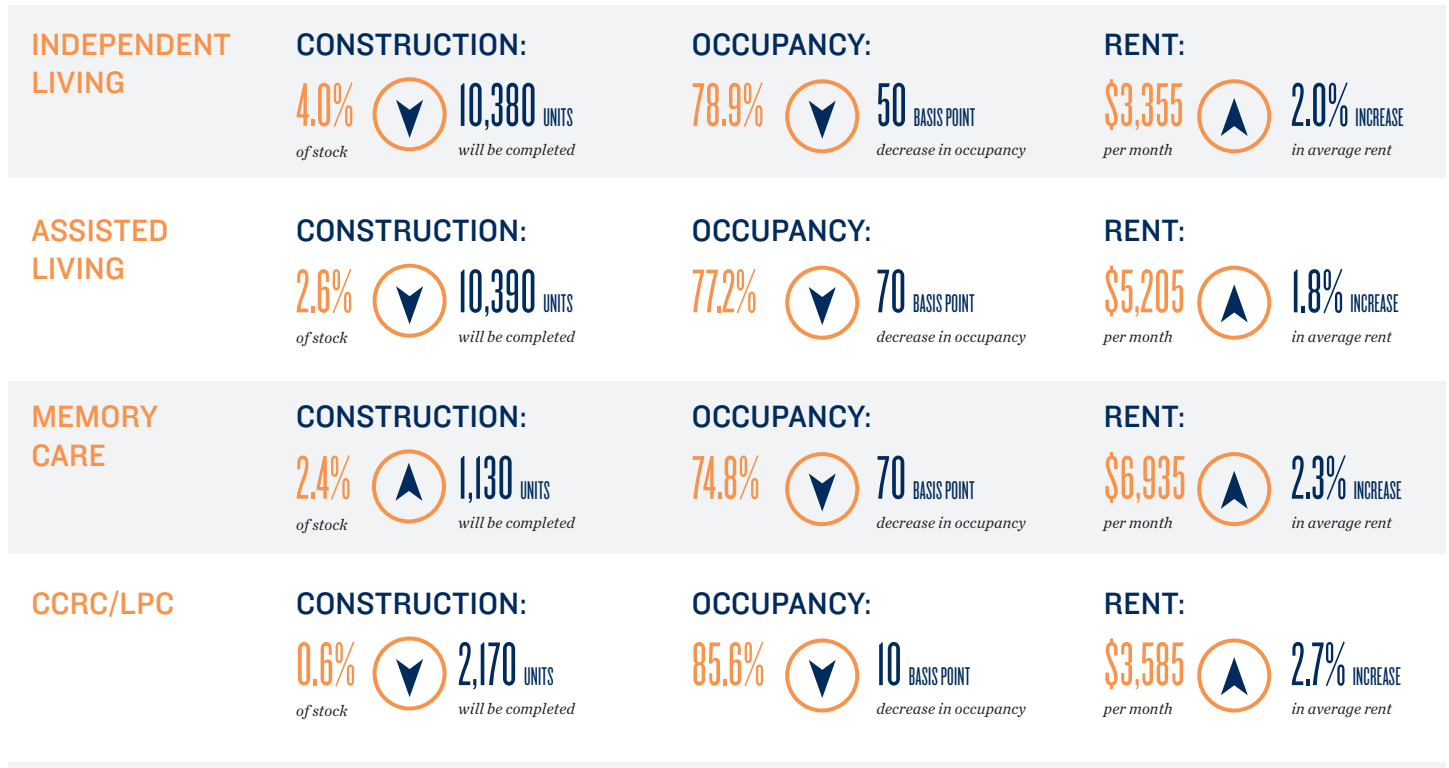 INDEPENDENT LIVING
CONSTRUCTION:
4.0% of stock
10,380 UNITS will be completed
OCCUPANCY:
78.9%
50 BASIS POINT decrease in occupancy
RENT:
$3,355 per month
2.0% INCREASE in average rent
ASSISTED LIVING
CONSTRUCTION:
2.6% of stock
10,390 UNITS will be completed
OCCUPANCY:
77.2%
70 BASIS POINT decrease in occupancy
RENT:
$5,205 per month
1.8% INCREASE in average rent
MEMORY CARE
CONSTRUCTION:
2.4% of stock
1,130 UNITS will be completed
OCCUPANCY:
74.8%
70 BASIS POINT decrease in occupancy
RENT:
$6,935 per month
2.3% INCREASE in average rent
CCRC/LPC
CONSTRUCTION:
0.6% of stock
2,170 UNITS will be completed
OCCUPANCY:
85.6%
10 BASIS POINT decrease in occupancy
RENT:
$3,585 per month
2.7% INCREASE in average rent